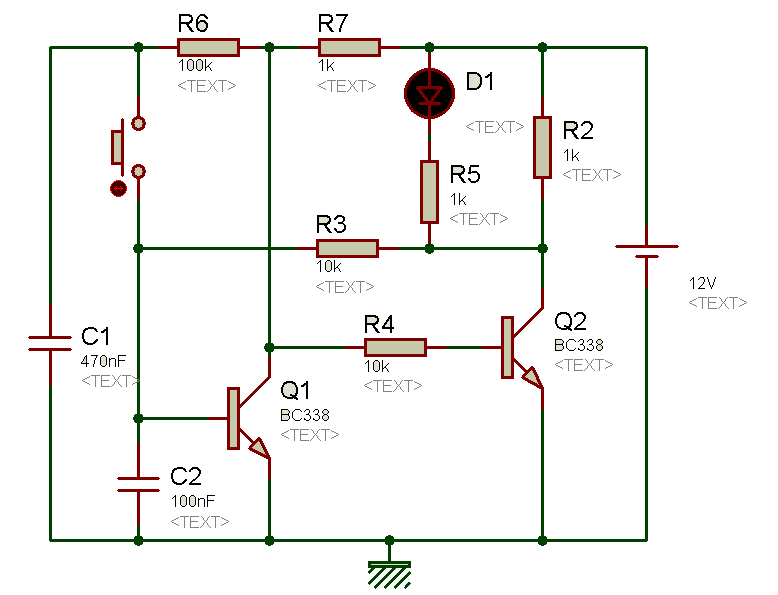 R6
100k
<TEXT>
R7
1k
<TEXT>
D1
<TEXT>
R2
1k
<TEXT>
R5
1k
<TEXT>
R3
10k
<TEXT>
12V
<TEXT>
C1
470nF
<TEXT>
R4
10k
<TEXT>
Q2
BC338
<TEXT>
Q1
BC338
<TEXT>
C2
100nF
<TEXT>